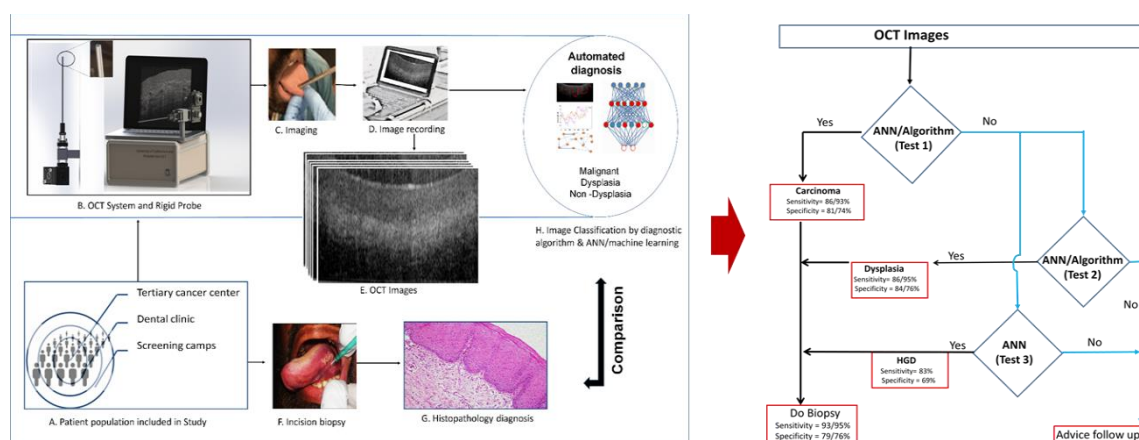 Automated
diagnosis
Malignant
Dysplasia
Non -Dysplasia
C. Imaging
D. Image recording
B. OCT System and Rigid Probe
H. Image Classification by diagnostic
algorithm & ANN/machine learning
E. OCT Images
Tertiary cancer center
Dental clinic
Screening camps
Comparison
A. Patient population included in Study
F. Incision biopsy
G. Histopathology diagnosis
OCT Images
Yes
ANN/Algorithm
(Test 1)
No
Carcinoma
Sensitivity= 86/93%
Specificity = 81/74%
Yes
Dysplasia
Sensitivity= 86/95%
Specificity = 84/76%
ANN/Algorithm
(Test 2)
No
Yes
ANN
(Test 3)
No
HGD
Sensitivity= 83%
Specificity = 69%
Do Biopsy
Sensitivity = 93/95%
Specificity = 79/76%
Advice follow up